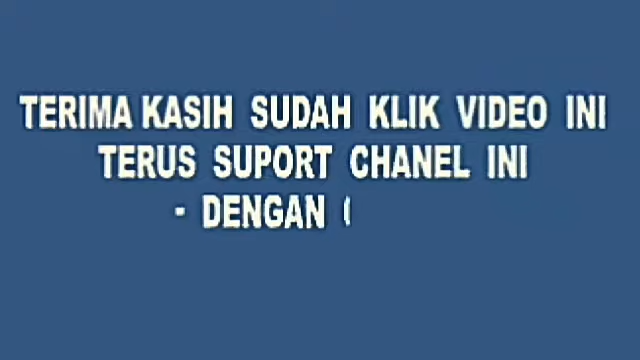 TERIMA KASIH SUDAH KLIK VIDEO INI
TERUS SUPORT CHANEL INI
- DENGAN